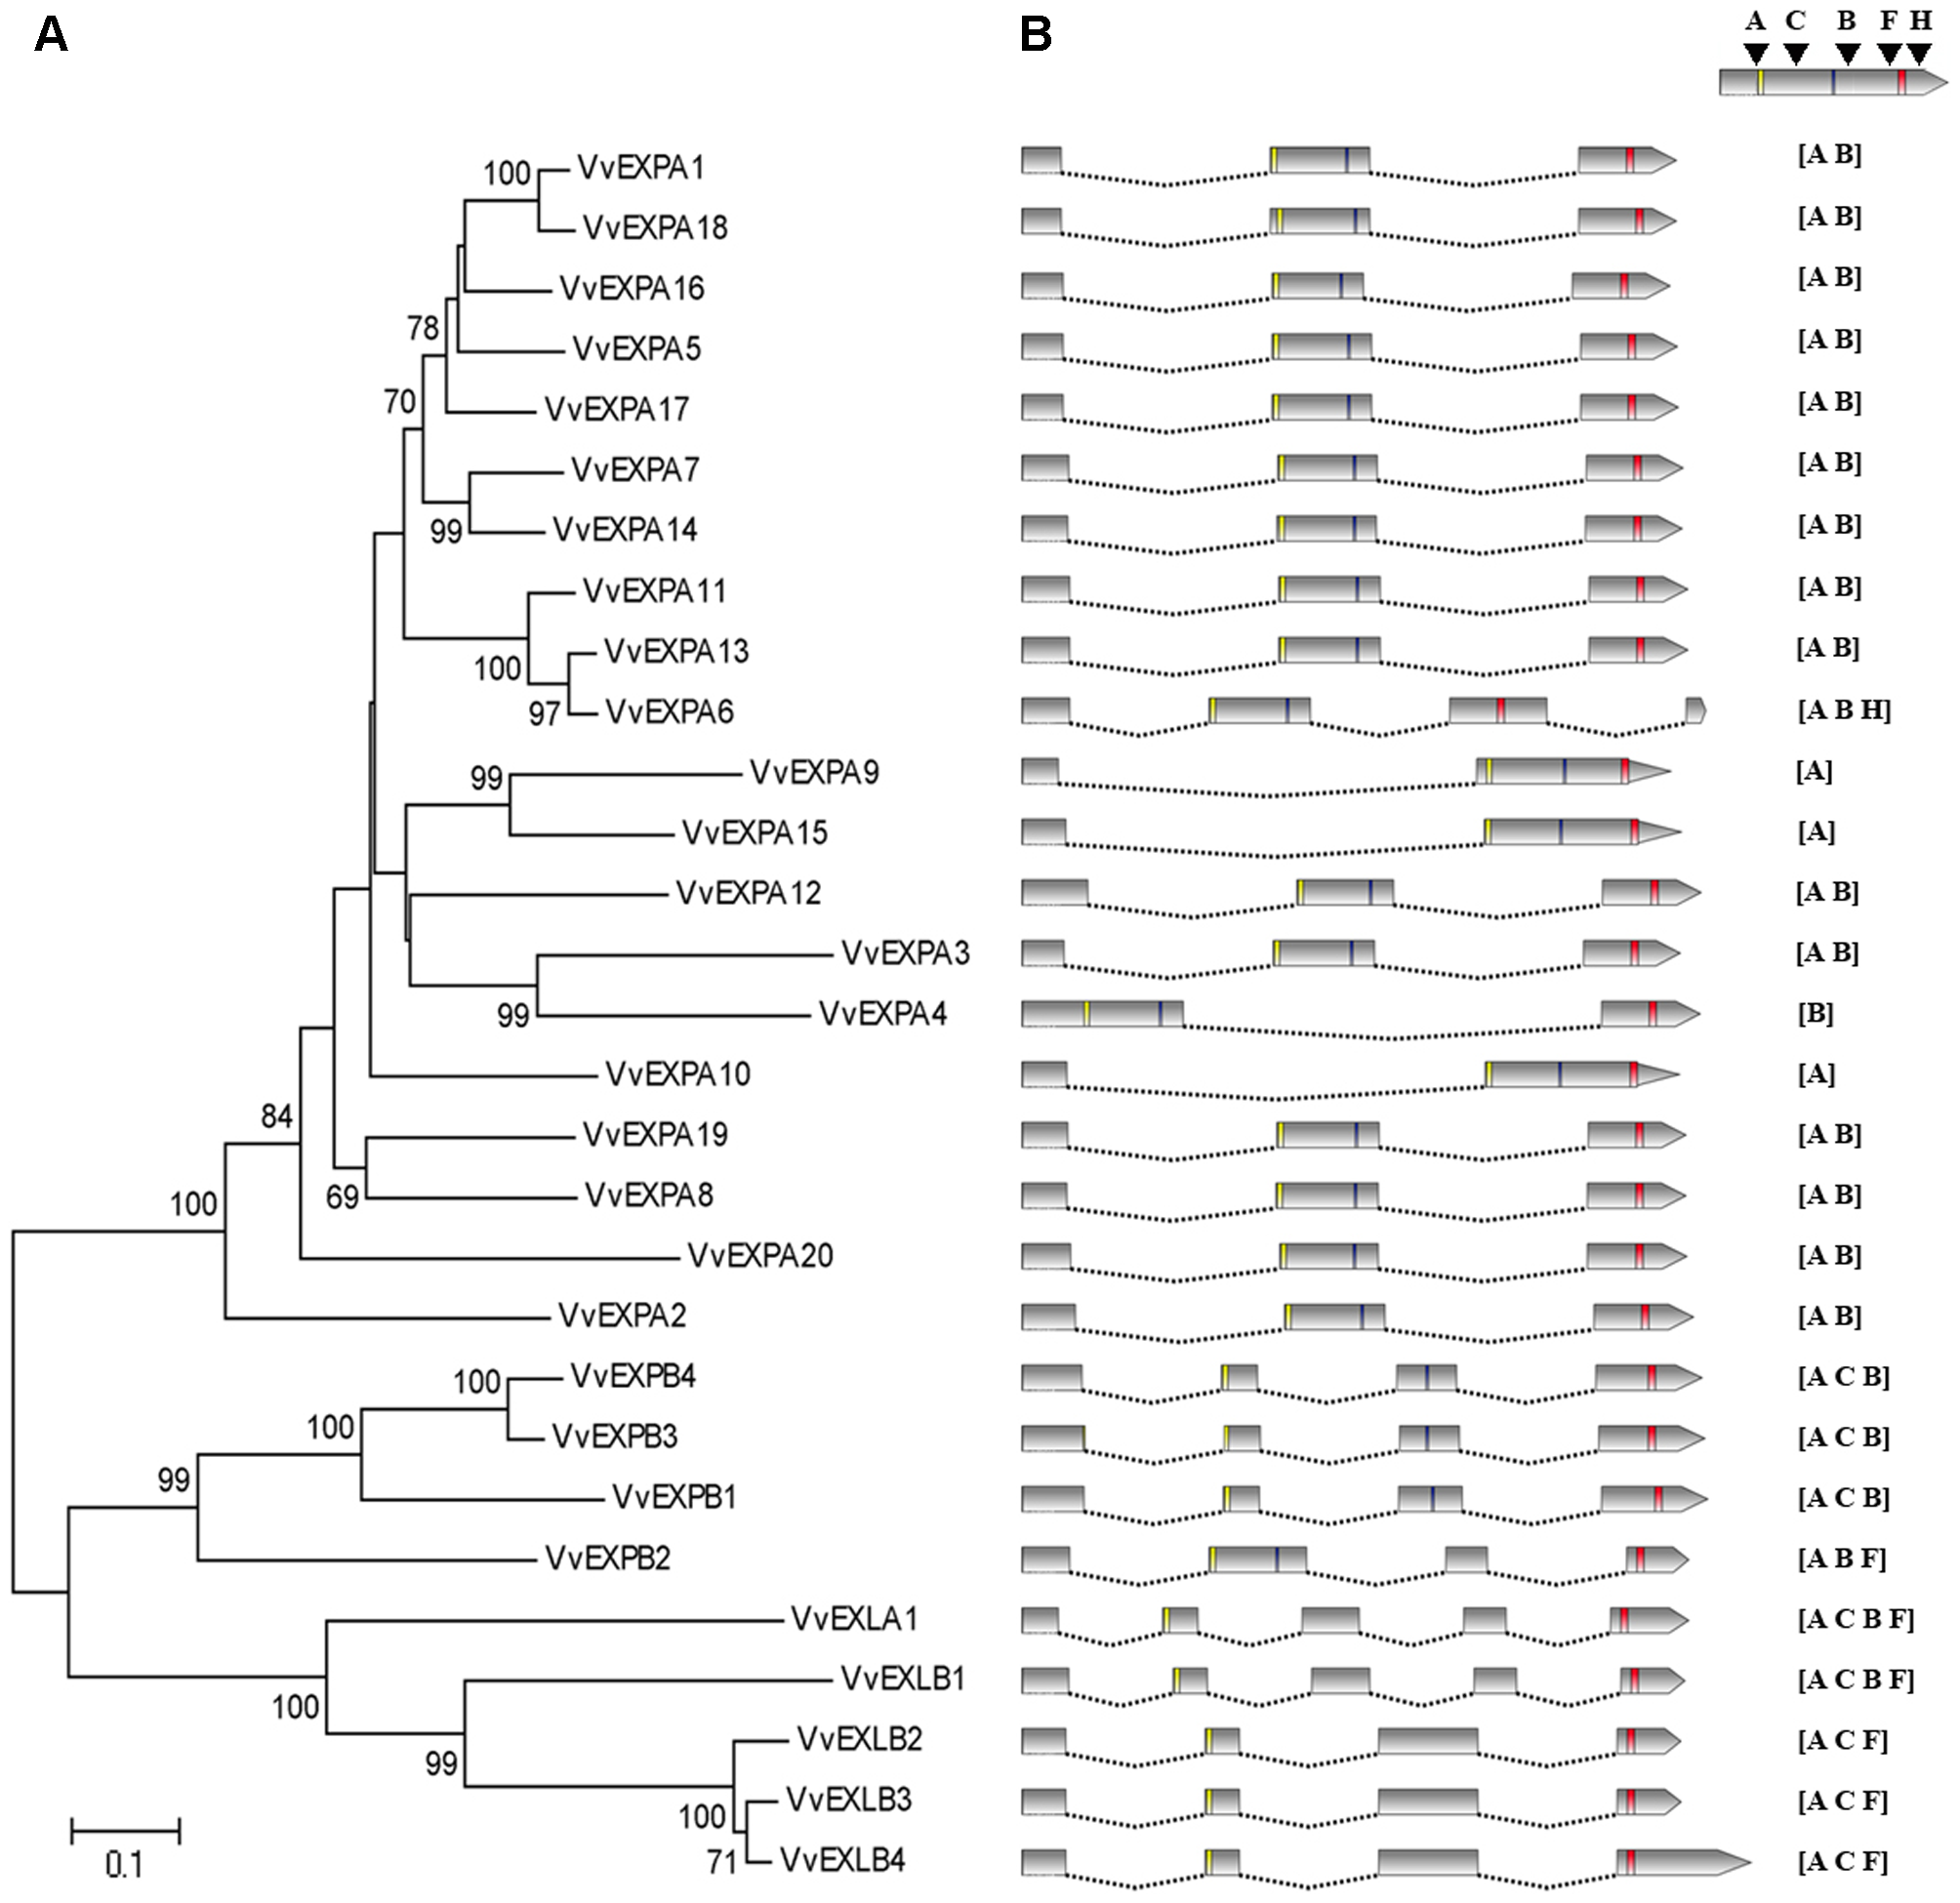 A B A C B F H
100 VvEXPA1 [A B]
VvEXPA18 [A B]
VvEXPA16 [A B]
78 VvEXPA5 [A B]
70 VvEXPA17 [A B]
VvEXPA7 [A B]
99 VvEXPA14 [A B]
VvEXPA11 [A B]
100 VvEXPA13 [A B]
97 VvEXPA6 [A B H]
99 VvEXPA9 [A]
VvEXPA15 [A]
VvEXPA12 [A B]
VvEXPA3 [A B]
99 VvEXPA4 [B]
VvEXPA10 [A]
84 VvEXPA19 [A B]
100 69 VvEXPA8 [A B]
VvEXPA20 [A B]
VvEXPA2 [A B]
100 VvEXPB4 [A C B]
100 VvEXPB3 [A C B]
99 VvEXPB1 [A C B]
VvEXPB2 [A B F]
VvEXLA1 [A C B F]
100 VvEXLB1 [A C B F]
99 VvEXLB2 [A C F]
100 VvEXLB3 [A C F]
71 VvEXLB4 [A C F]
0.1